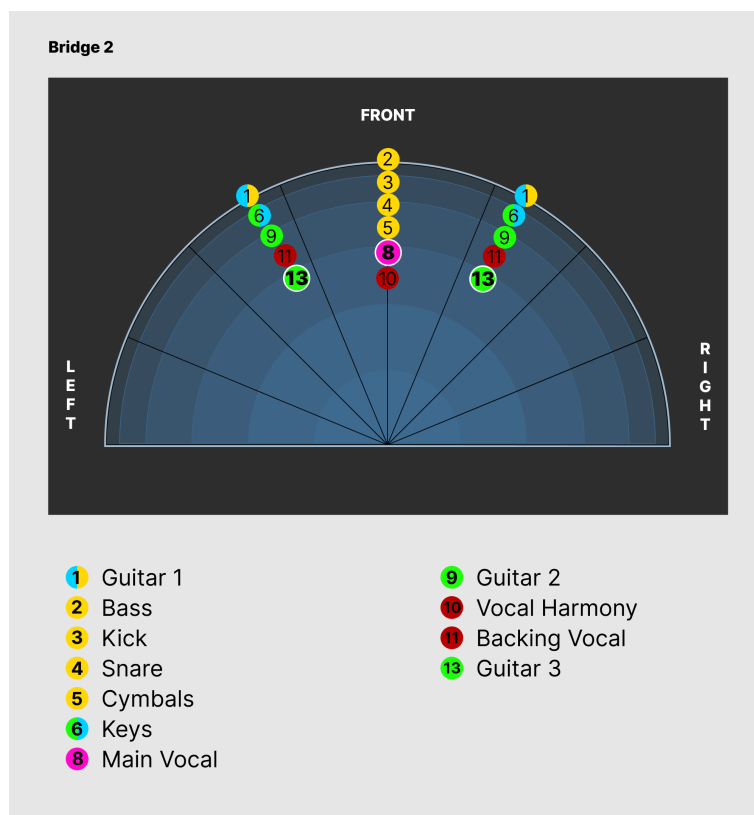 Bridge 2
FRONT
2
1 3 1
6 4 6
9 5 9
11 8 11
13 10 13
LEFT
RIGHT
1 Guitar 1
2 Bass
3 Kick
4 Snare
5 Cymbals
6 Keys
8 Main Vocal
9 Guitar 2
10 Vocal Harmony
11 Backing Vocal
13 Guitar 3